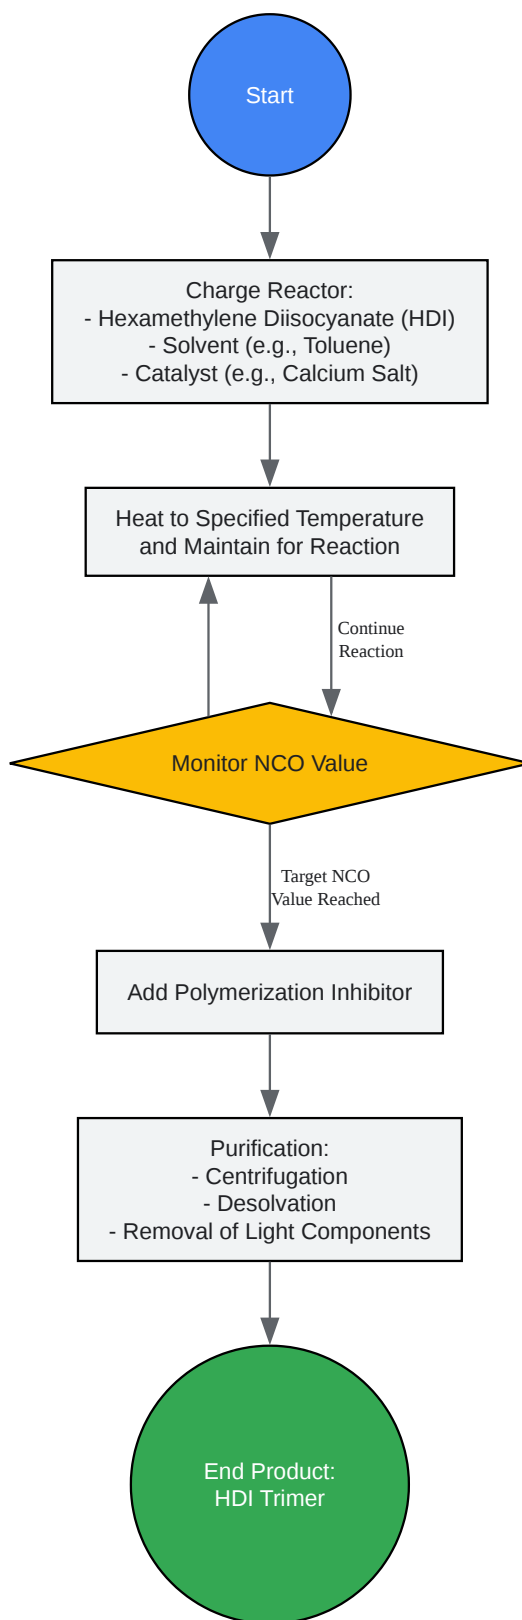 Start
Charge Reactor:
- Hexamethylene Diisocyanate (HDI)
- Solvent (e.g., Toluene)
- Catalyst (e.g., Calcium Salt)
Heat to Specified Temperature
and Maintain for Reaction
Continue
Reaction
Monitor NCO Value
Target NCO
Value Reached
Add Polymerization Inhibitor
Purification:
- Centrifugation
- Desolvation
- Removal of Light Components
End Product:
HDI Trimer